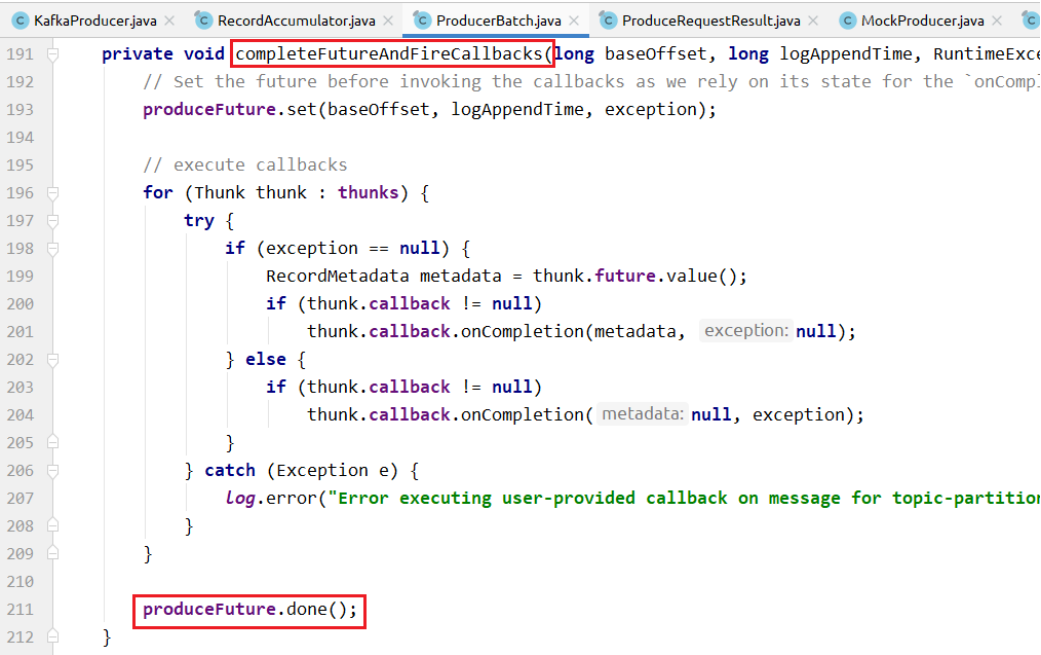 KafkaProducer.java × RecordAccumulator.java × ProducerBatch.java × ProduceRequestResult.java × MockProducer.java ×
191 private void completeFutureAndFireCallbacks(long baseOffset, long logAppendTime, RuntimeExce
192 // Set the future before invoking the callbacks as we rely on its state for the `onCompl
193 produceFuture.set(baseOffset, logAppendTime, exception);
194
195 // execute callbacks
196 for (Thunk thunk : thunks) {
197 try {
198 if (exception == null) {
199 RecordMetadata metadata = thunk.future.value();
200 if (thunk.callback != null)
201 thunk.callback.onCompletion(metadata, exception: null);
202 } else {
203 if (thunk.callback != null)
204 thunk.callback.onCompletion( metadata: null, exception);
205 }
206 } catch (Exception e) {
207 log.error("Error executing user-provided callback on message for topic-partition
208 }
209 }
210
211 produceFuture.done();
212 }